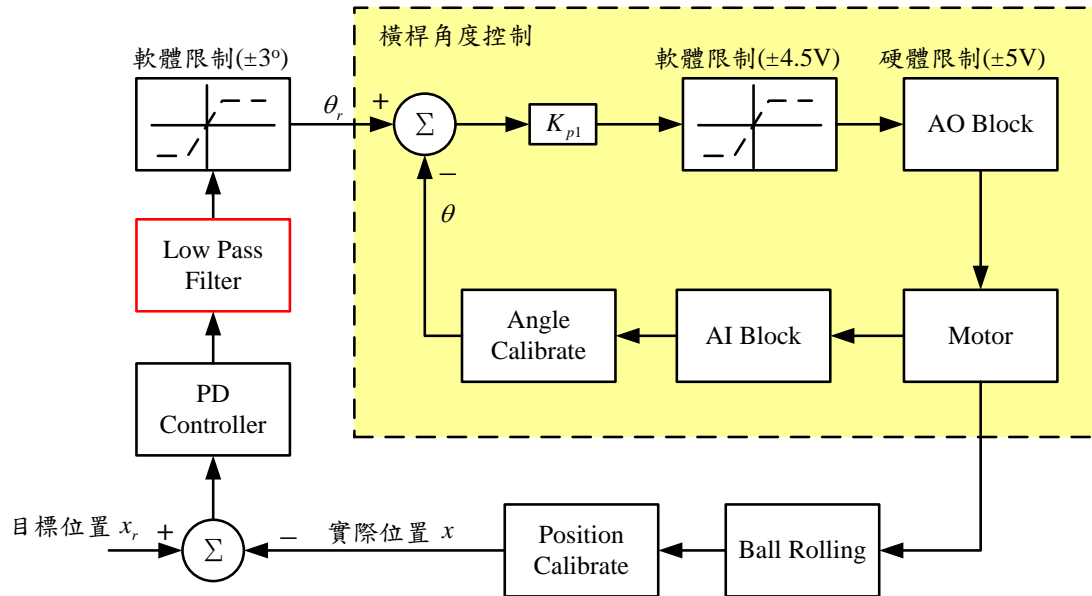 橫桿角度控制
軟體限制(±3°)
軟體限制(±4.5V)
硬體限制(±5V)
θr
+
Σ
Kp1
AO Block
−
θ
Low Pass
Filter
Angle
Calibrate
AI Block
Motor
PD
Controller
目標位置 xr
+
Σ
−
實際位置 x
Position
Calibrate
Ball Rolling